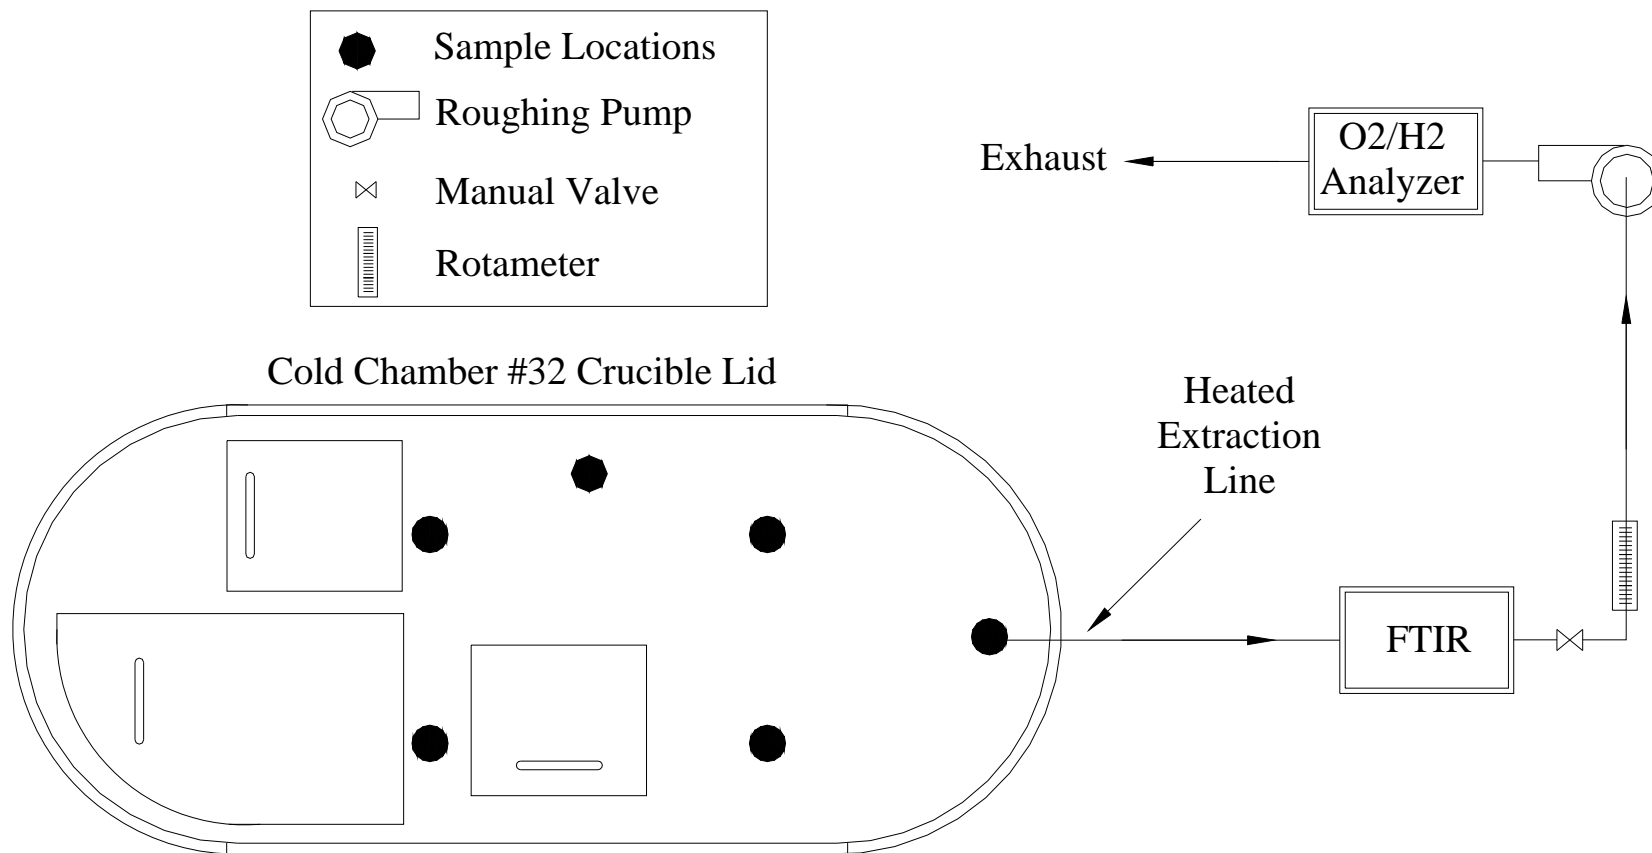 Sample Locations
Roughing Pump
Manual Valve
Rotameter
Exhaust
O2/H2
Analyzer
Cold Chamber #32 Crucible Lid
Heated
Extraction
Line
FTIR